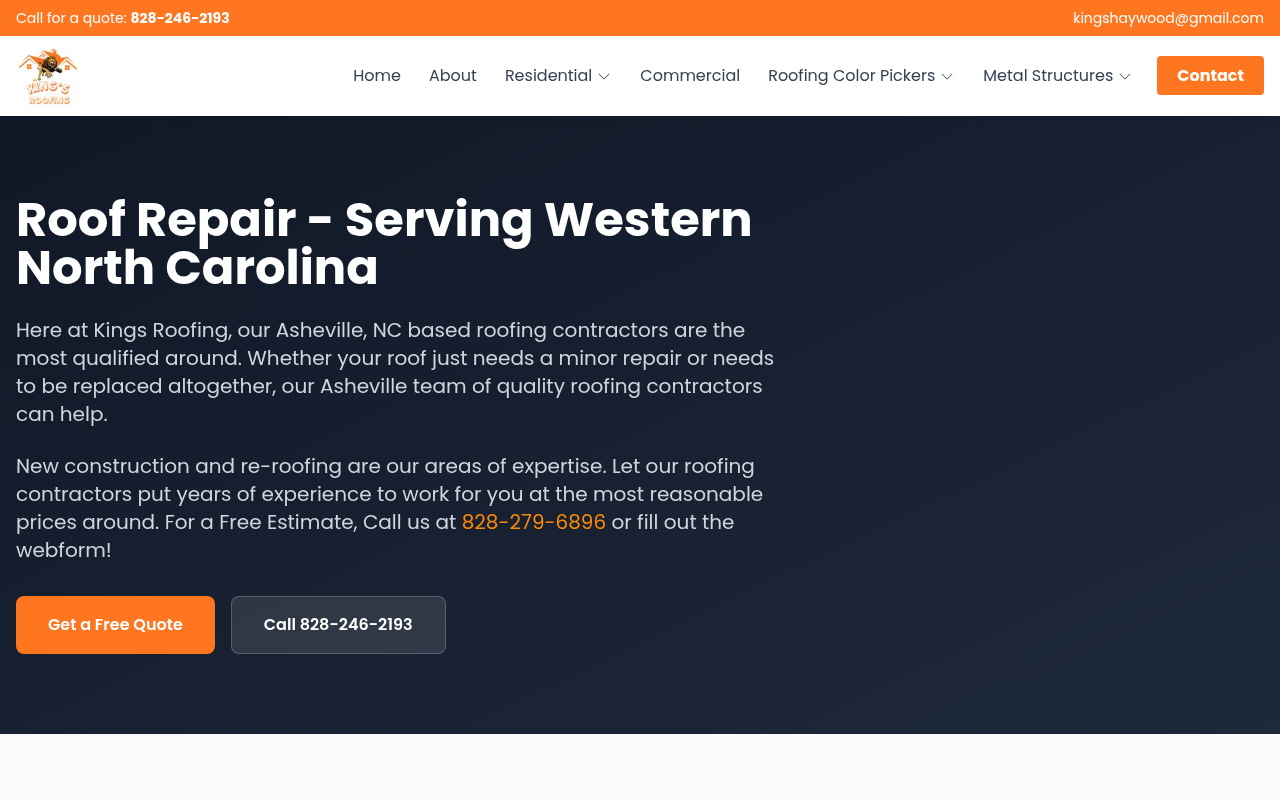 Call for a quote: 828-246-2193
kingshaywood@gmail.com
KING'S
ROOFING
Home
About
Residential
Commercial
Roofing Color Pickers
Metal Structures
Contact
Roof Repair - Serving Western
North Carolina
Here at Kings Roofing, our Asheville, NC based roofing contractors are the
most qualified around. Whether your roof just needs a minor repair or needs
to be replaced altogether, our Asheville team of quality roofing contractors
can help.
New construction and re-roofing are our areas of expertise. Let our roofing
contractors put years of experience to work for you at the most reasonable
prices around. For a Free Estimate, Call us at 828-279-6896 or fill out the
webform!
Get a Free Quote
Call 828-246-2193